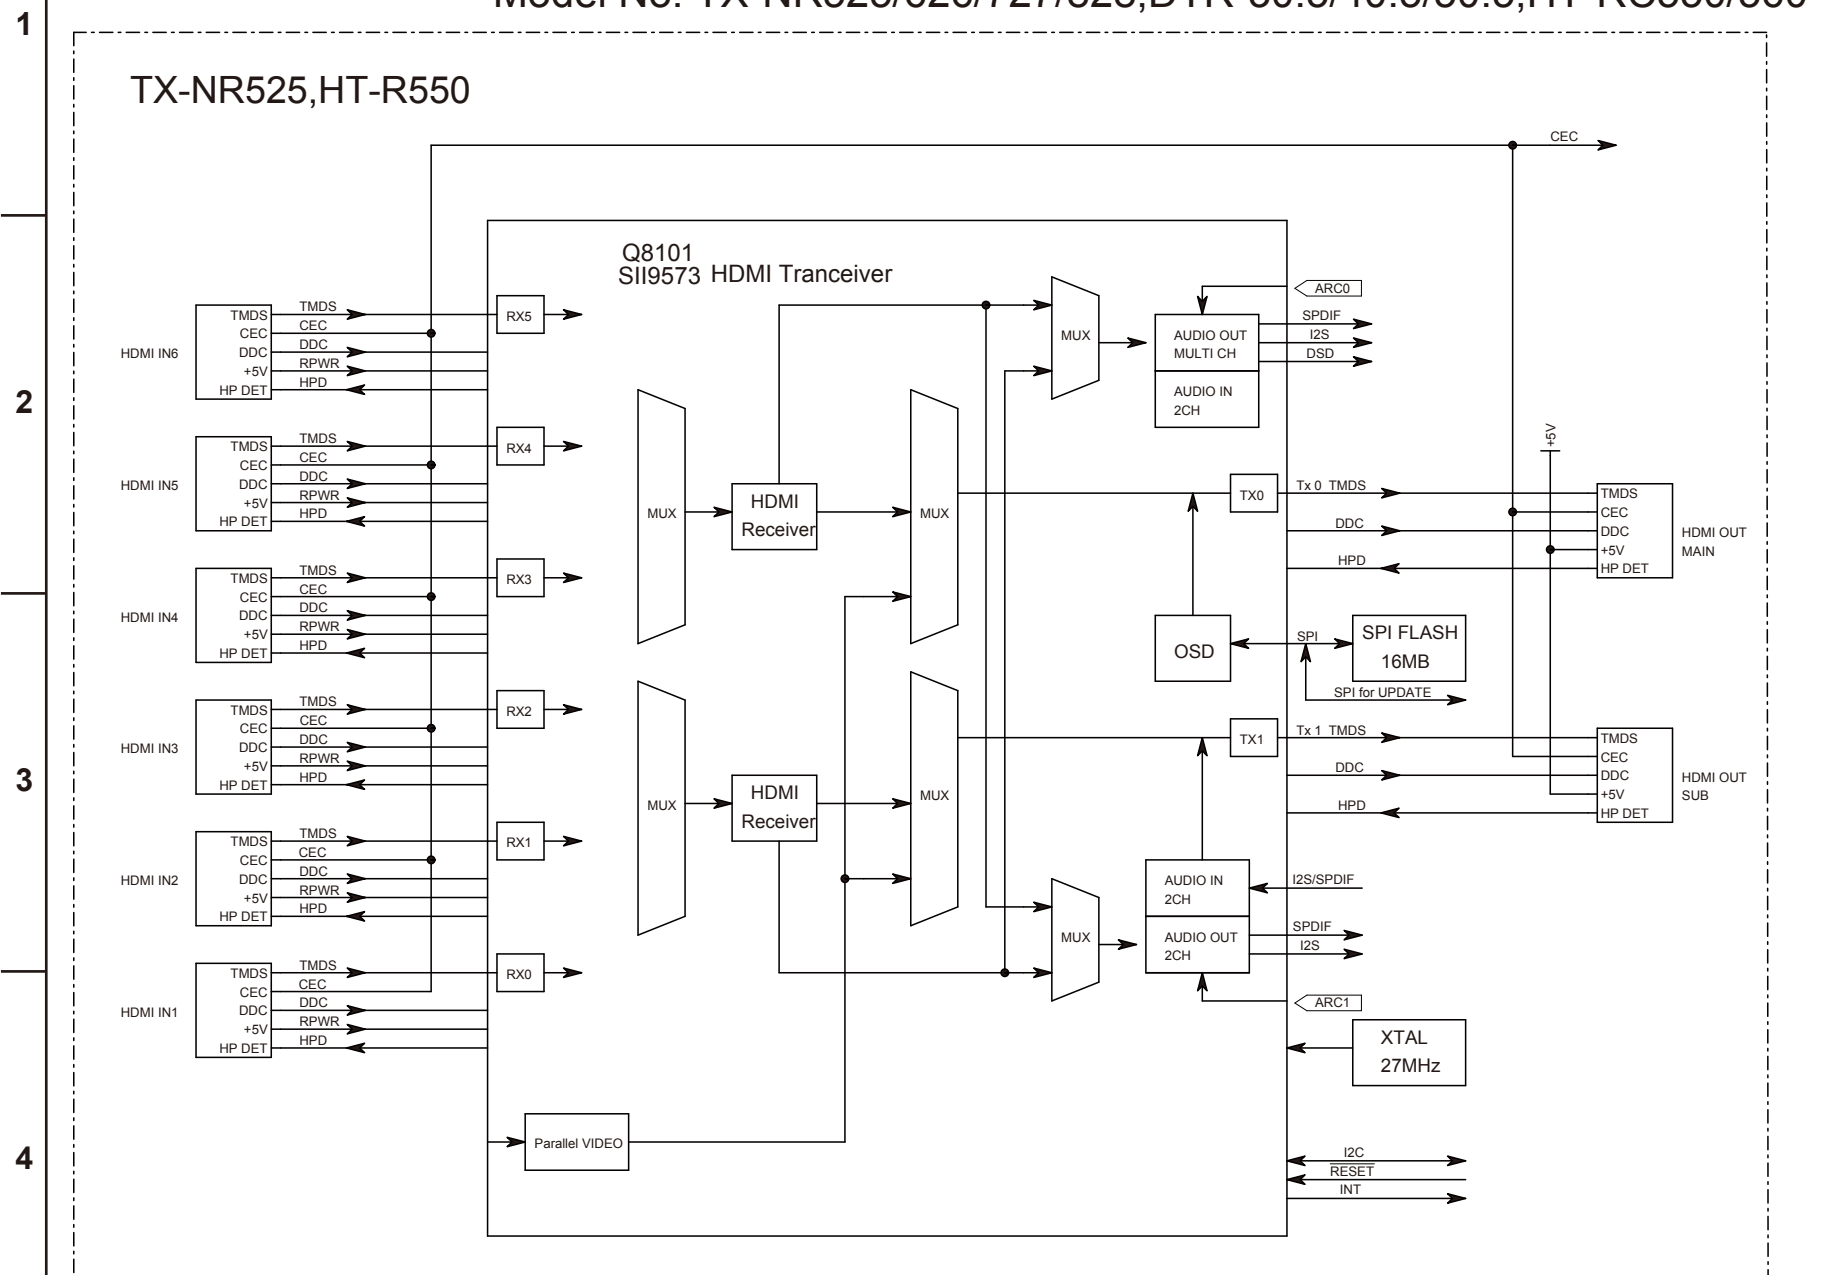 1
TX-NR525,HT-R550
CEC
2
Q8101
SII9573 HDMI Tranceiver
HDMI IN6
TMDS
CEC
DDC
+5V
HP DET
TMDS
CEC
DDC
RPWR
HPD
RX5
HDMI IN5
TMDS
CEC
DDC
+5V
HP DET
TMDS
CEC
DDC
RPWR
HPD
RX4
HDMI IN4
TMDS
CEC
DDC
+5V
HP DET
TMDS
CEC
DDC
RPWR
HPD
RX3
3
HDMI IN3
TMDS
CEC
DDC
+5V
HP DET
TMDS
CEC
DDC
RPWR
HPD
RX2
HDMI IN2
TMDS
CEC
DDC
+5V
HP DET
TMDS
CEC
DDC
RPWR
HPD
RX1
HDMI IN1
TMDS
CEC
DDC
+5V
HP DET
TMDS
CEC
DDC
RPWR
HPD
RX0
4
Parallel VIDEO
MUX
HDMI
Receiver
MUX
MUX
HDMI
Receiver
MUX
MUX
AUDIO OUT
MULTI CH
AUDIO IN
2CH
ARC0
SPDIF
I2S
DSD
TX0
Tx 0 TMDS
DDC
HPD
+5V
TMDS
CEC
DDC
+5V
HP DET
HDMI OUT
MAIN
OSD
SPI
SPI FLASH
16MB
SPI for UPDATE
TX1
Tx 1 TMDS
DDC
HPD
TMDS
CEC
DDC
+5V
HP DET
HDMI OUT
SUB
MUX
AUDIO IN
2CH
AUDIO OUT
2CH
I2S/SPDIF
SPDIF
I2S
ARC1
XTAL
27MHz
I2C
RESET
INT